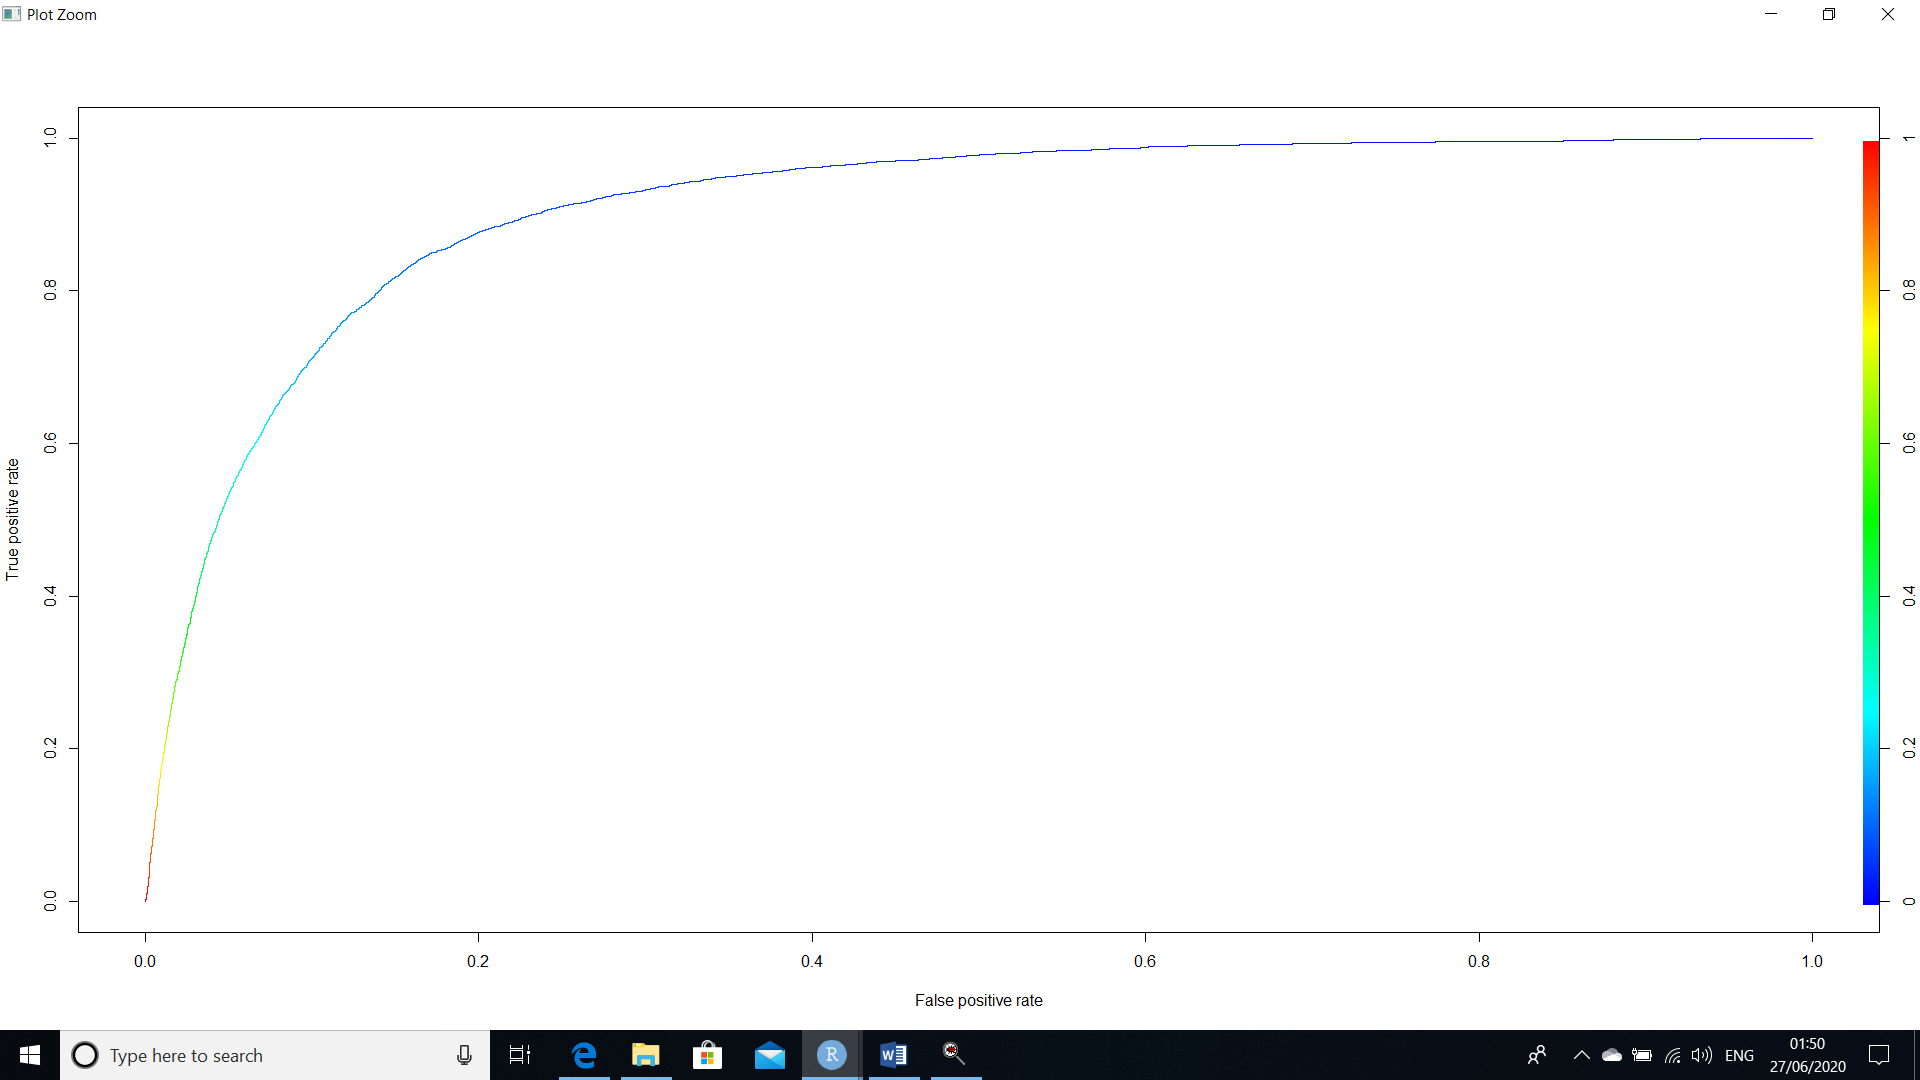 Plot Zoom
True positive rate
1.0
0.8
0.6
0.4
0.2
0.0
1
0.8
0.6
0.4
0.2
0
0.0 0.2 0.4 0.6 0.8 1.0
False positive rate
Type here to search
R
W
ENG
01:50
27/06/2020